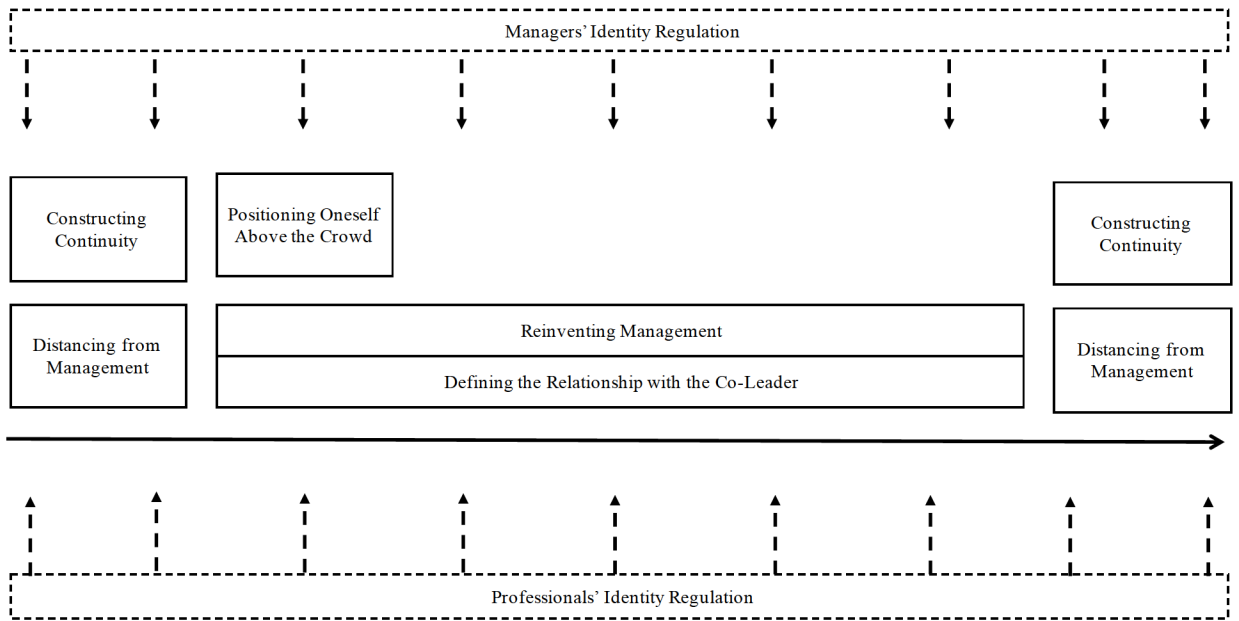 Managers’ Identity Regulation
Constructing
Continuity
Positioning Oneself
Above the Crowd
Constructing
Continuity
Distancing from
Management
Reinventing Management
Defining the Relationship with the Co-Leader
Distancing from
Management
Professionals’ Identity Regulation